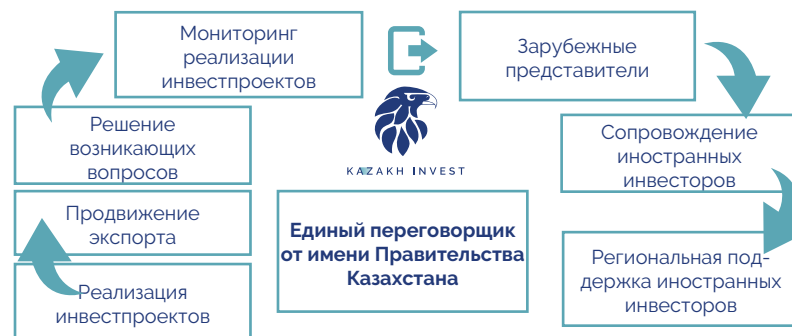 Мониторинг
реализации
инвестпроектов
Зарубежные
представители
Решение
возникающих
вопросов
KAZAKH INVEST
Сопровождение
иностранных
инвесторов
Продвижение
экспорта
Единый переговорщик
от имени Правительства
Казахстана
Реализация
инвестпроектов
Региональная под-
держка иностранных
инвесторов